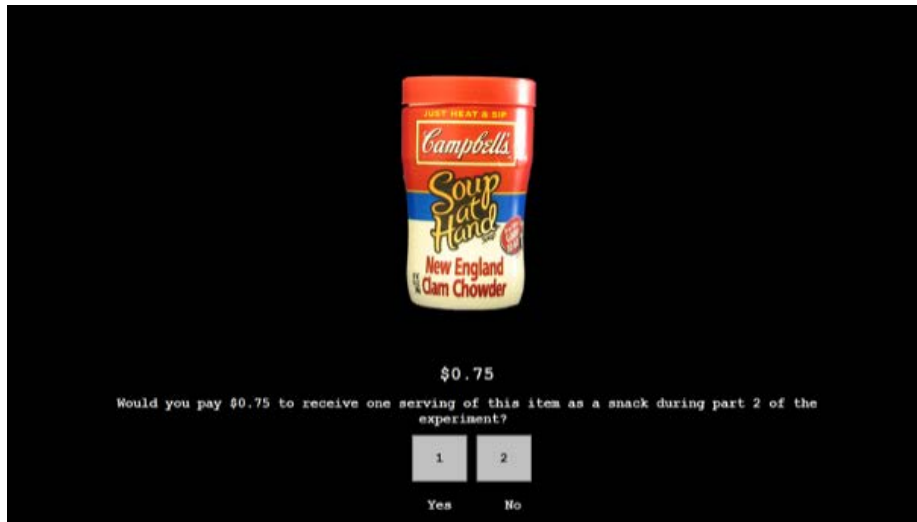 JUST HEAT & SIP
Campbell's
Soup
at
Hand
New England
Clam Chowder
$0.75
Would you pay $0.75 to receive one serving of this item as a snack during part 2 of the
experiment?
1 2
Yes No